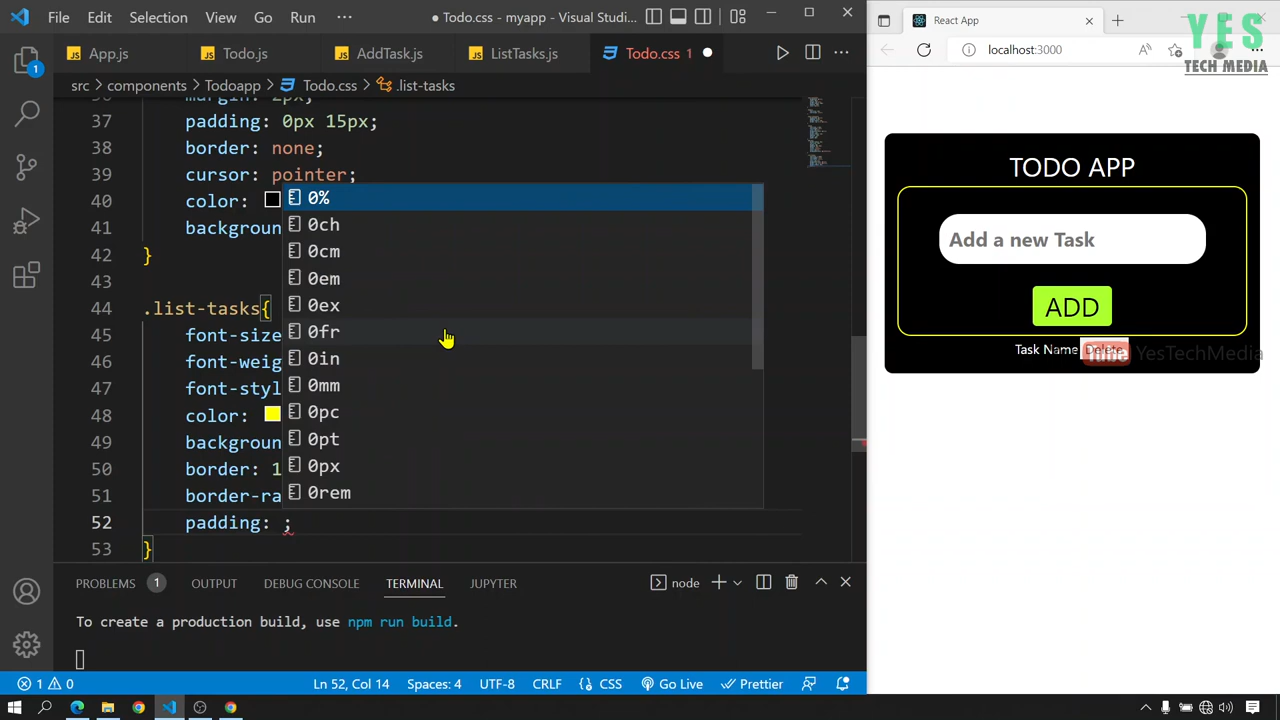 File Edit Selection View Go Run ··· ● Todo.css - myapp - Visual Studi...
App.js Todo.js AddTask.js ListTasks.js Todo.css 1
src > components > Todoapp > Todo.css > .list-tasks
37 padding: 0px 15px;
38 border: none;
39 cursor: pointer;
40 color:
41 backgroun
42 }
43
44 .list-tasks{
45 font-size
46 font-weig
47 font-styl
48 color:
49 backgroun
50 border: 1
51 border-ra
52 padding: ;
53 }
0%
0ch
0cm
0em
0ex
0fr
0in
0mm
0pc
0pt
0px
0rem
PROBLEMS 1 OUTPUT DEBUG CONSOLE TERMINAL JUPYTER node
To create a production build, use npm run build.
1 0 Ln 52, Col 14 Spaces: 4 UTF-8 CRLF CSS Go Live Prettier
1
React App
localhost:3000
YES
TECH MEDIA
TODO APP
Add a new Task
ADD
Task Name Delete
YesTechMedia